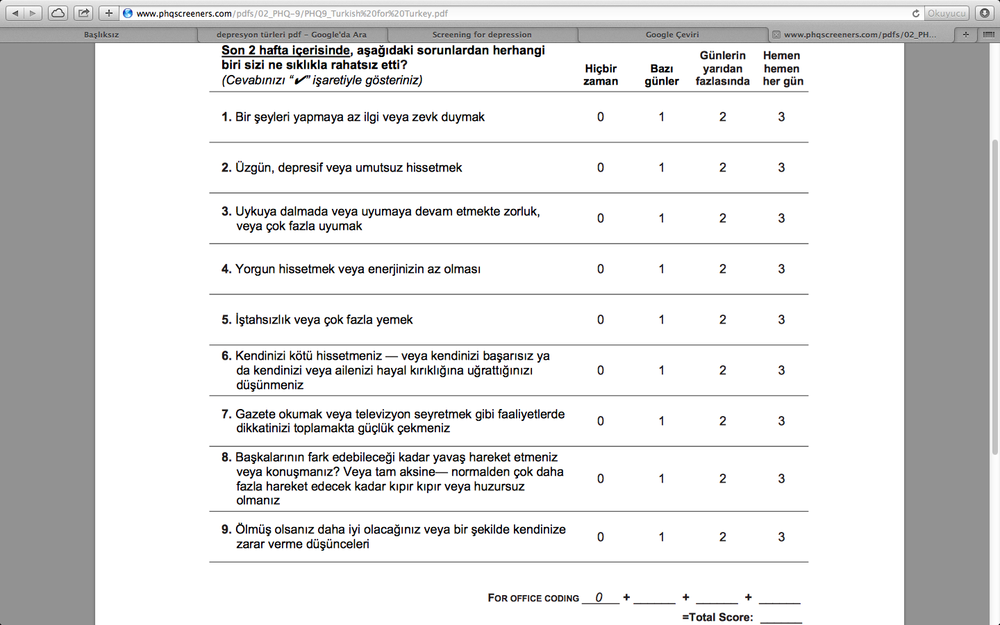 www.phqscreeners.com/pdfs/02_PHQ-9/PHQ9_Turkish%20for%20Turkey.pdf
Okuyucu
Başlıksız
depresyon türleri pdf - Google'da Ara
Screening for depression
Google Çeviri
www.phqscreeners.com/pdfs/02_PH...
Son 2 hafta içerisinde, aşağıdaki sorunlardan herhangi
biri sizi ne sıklıkla rahatsız etti?
(Cevabınızı “✔” işaretiyle gösteriniz)
Hiçbir
zaman
Bazı
günler
Günlerin
yarıdan
fazlasında
Hemen
hemen
her gün
1. Bir şeyleri yapmaya az ilgi veya zevk duymak 0 1 2 3
2. Üzgün, depresif veya umutsuz hissetmek 0 1 2 3
3. Uykuya dalmada veya uyumaya devam etmekte zorluk,
veya çok fazla uyumak 0 1 2 3
4. Yorgun hissetmek veya enerjinizin az olması 0 1 2 3
5. İştahsızlık veya çok fazla yemek 0 1 2 3
6. Kendinizi kötü hissetmeniz — veya kendinizi başarısız ya
da kendinizi veya ailenizi hayal kırıklığına uğrattığınızı 0 1 2 3
düşünmeniz
7. Gazete okumak veya televizyon seyretmek gibi faaliyetlerde
dikkatinizi toplamakta güçlük çekmeniz 0 1 2 3
8. Başkalarının fark edebileceği kadar yavaş hareket etmeniz
veya konuşmanız? Veya tam aksine— normalden çok daha
fazla hareket edecek kadar kıpır kıpır veya huzursuz 0 1 2 3
olmanız
9. Ölmüş olsanız daha iyi olacağınız veya bir şekilde kendinize
zarar verme düşünceleri 0 1 2 3
FOR OFFICE CODING 0 + ______ + ______ + ______
=Total Score: ______